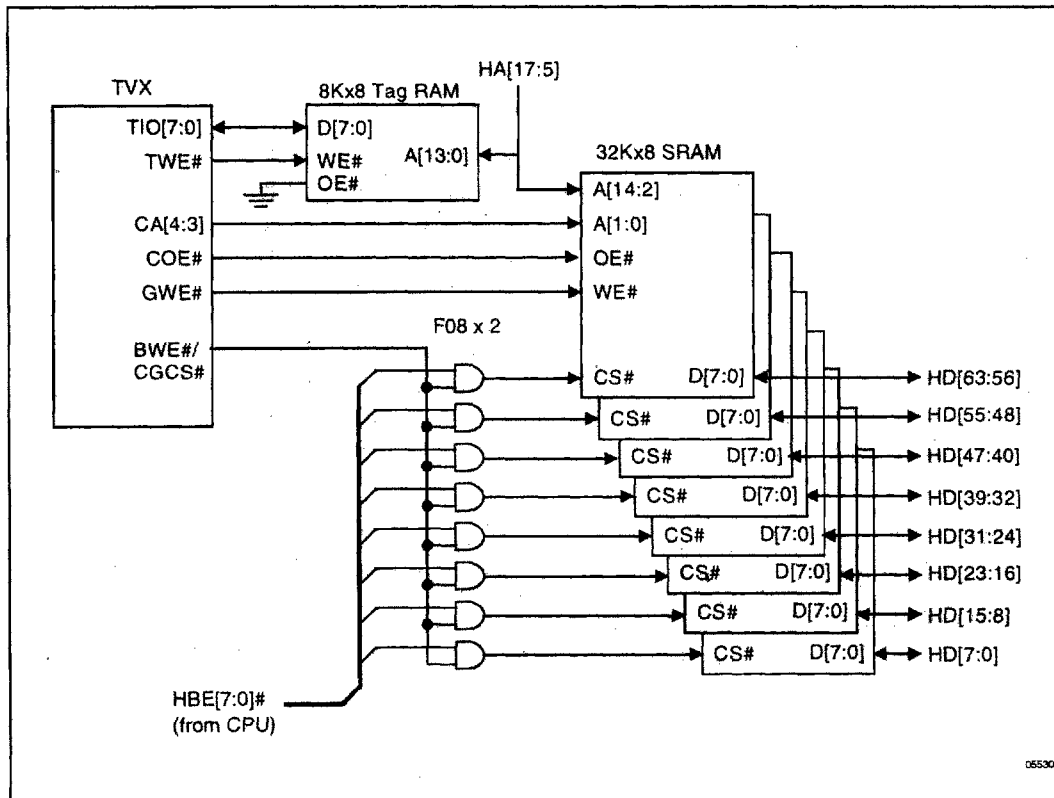 HA[17:5]
TVX
8Kx8 Tag RAM
TIO[7:0]
D[7:0]
TWE#
WE#
A[13:0]
OE#
32Kx8 SRAM
A[14:2]
CA[4:3]
A[1:0]
COE#
OE#
GWE#
WE#
F08 x 2
BWE#/
CGCS#
CS#
D[7:0]
HD[63:56]
CS#
D[7:0]
HD[55:48]
CS#
D[7:0]
HD[47:40]
CS#
D[7:0]
HD[39:32]
CS#
D[7:0]
HD[31:24]
CS#
D[7:0]
HD[23:16]
CS#
D[7:0]
HD[15:8]
CS#
D[7:0]
HD[7:0]
HBE[7:0]#
(from CPU)
05530